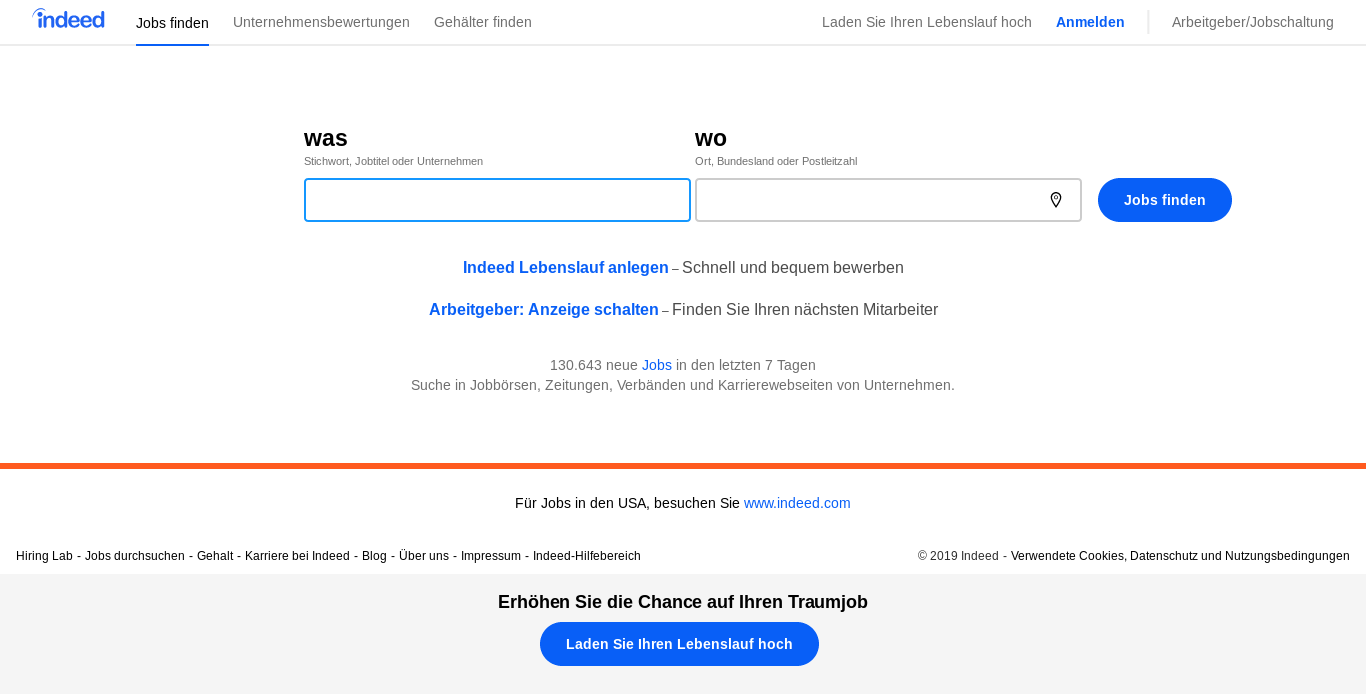 indeed
Jobs finden
Unternehmensbewertungen
Gehälter finden
Laden Sie Ihren Lebenslauf hoch
Anmelden
Arbeitgeber/Jobschaltung
was
Stichwort, Jobtitel oder Unternehmen
wo
Ort, Bundesland oder Postleitzahl
Jobs finden
Indeed Lebenslauf anlegen – Schnell und bequem bewerben
Arbeitgeber: Anzeige schalten – Finden Sie Ihren nächsten Mitarbeiter
130.643 neue Jobs in den letzten 7 Tagen
Suche in Jobbörsen, Zeitungen, Verbänden und Karrierewebseiten von Unternehmen.
Für Jobs in den USA, besuchen Sie www.indeed.com
Hiring Lab - Jobs durchsuchen - Gehalt - Karriere bei Indeed - Blog - Über uns - Impressum - Indeed-Hilfebereich
© 2019 Indeed - Verwendete Cookies, Datenschutz und Nutzungsbedingungen
Erhöhen Sie die Chance auf Ihren Traumjob
Laden Sie Ihren Lebenslauf hoch